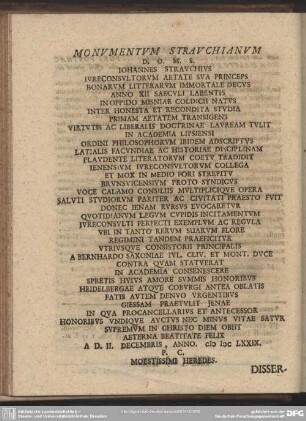 MONVMENTVM STRAVCHIANVM
D. O. M. S.
IOHANNES STRAVCHIVS
IVRECONSVLTORVM AETATE SVA PRINCEPS
BONARVM LITTERARVM IMMORTALE DECVS
ANNO XII SAECVLI LABENTIS
IN OPPIDO MISNIAE COLDICII NATVS
INTER HONESTA ET RECONDITA STVDIA
PRIMAM AETATEM TRANSIGENS
VIRTVTIS AC LIBERALIS DOCTRINAE LAVREAM TVLIT
IN ACADEMIA LIPSIENSI
ORDINI PHILOSOPHORVM IBIDEM ADSCRIPTVS
LATIALIS FACVNDIAE AC HISTORIAE DISCIPLINAM
PLAVDENTE LITERATORVM COETV TRADIDIT
IENENSIVM IVRECONSVLTORVM COLLEGA
ET MOX IN MEDIO FORI STREPITV
BRVNSVICENSIVM PROTO SYNDICVS
VOCE CALAMO CONSILIIS MVLTIPLICIQVE OPERA
SALVTI STVDIORVM PARITER AC CIVITATI PRAESTO FVIT
DONEC IENAM RVRSVS EVOCARETVR
QVOTIDIANVM LEGVM CVPIDIS INCITAMENTVM
IVRECONSVLTI PERFECTI EXEMPLVM AC REGVLA
VBI IN TANTO RERVM SVARVM FLORE
REGIMINI TANDEM PRAEFICITVR
VTRIVSQVE CONSISTORII PRINCIPALIS
A BERNHARDO SAXONIAE IVL. CLIV. ET MONT. DVCE
CONTRA QVAM STATVERAT
IN ACADEMIA CONSENESCERE
SPRETIS HVIVS AMORE SVMMIS HONORIBVS
HEIDELBERGAE ATQVE COBVRGI ANTEA OBLATIS
FATIS AVTEM DENVO VRGENTIBVS
GIESSAM PRAETVLIT IENAE
IN QVA PROCANCELLARIVS ET ANTECESSOR
HONORIBVS VNDIQVE AVCTVS NEC MINVS VITAE SATVR
SVPREMVM IN CHRISTO DIEM OBIIT
AETERNA BEATITATE FELIX
A D. II. DECEMBRIS, ANNO. cIↄ Iↄc LXXIX.
P. C.
MOESTISSIMI HEREDES.
DISSER-